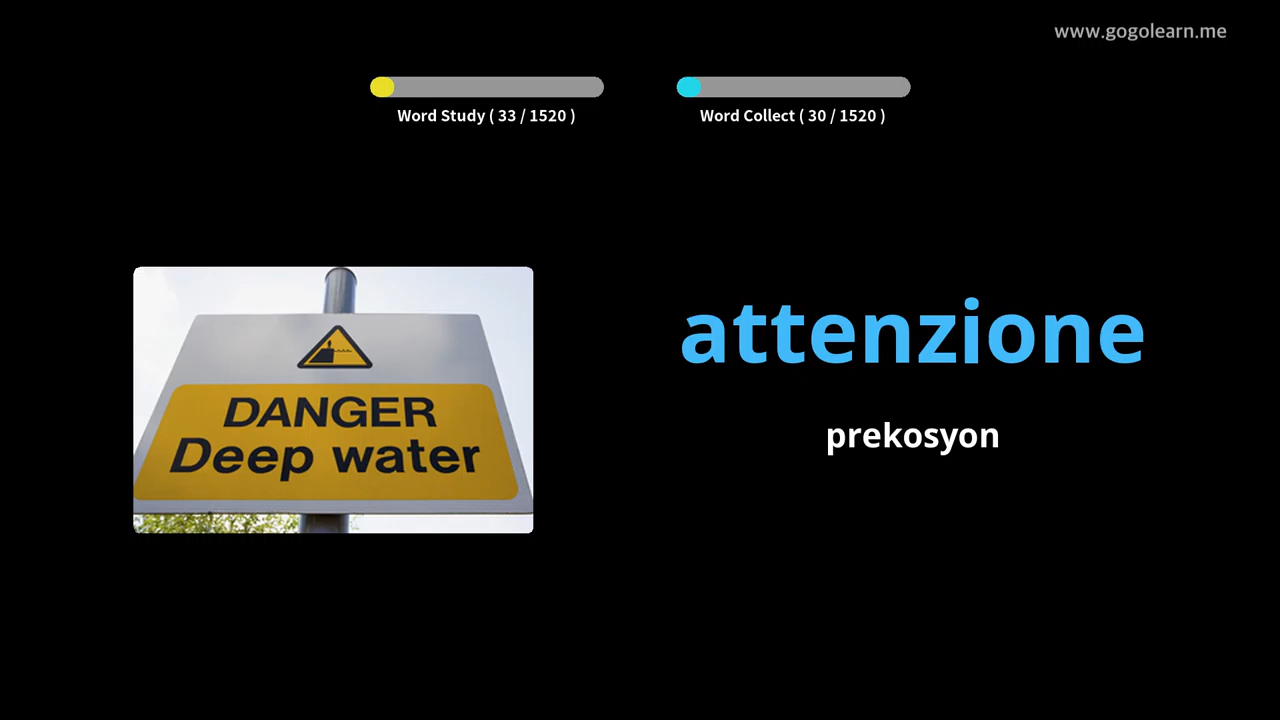 www.gogolearn.me
Word Study ( 33 / 1520 )
Word Collect ( 30 / 1520 )
DANGER
Deep water
attenzione
prekosyon